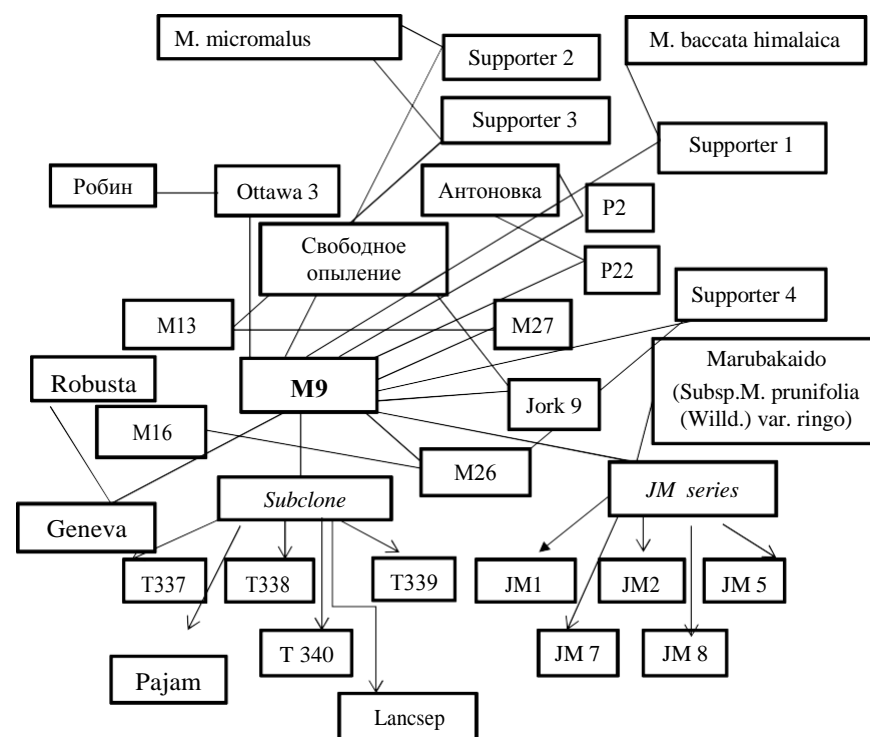 M. micromalus
Supporter 2
M. baccata himalaica
Supporter 3
Supporter 1
Робин
Ottawa 3
Антоновка
P2
Свободное
опыление
P22
Supporter 4
M13
M27
Marubakaido
(Subsp.M. prunifolia
(Willd.) var. ringo)
Robusta
M9
Jork 9
M16
M26
Subclone
JM series
Geneva
T337
T338
T339
JM1
JM2
JM 5
T 340
JM 7
JM 8
Pajam
Lancsep